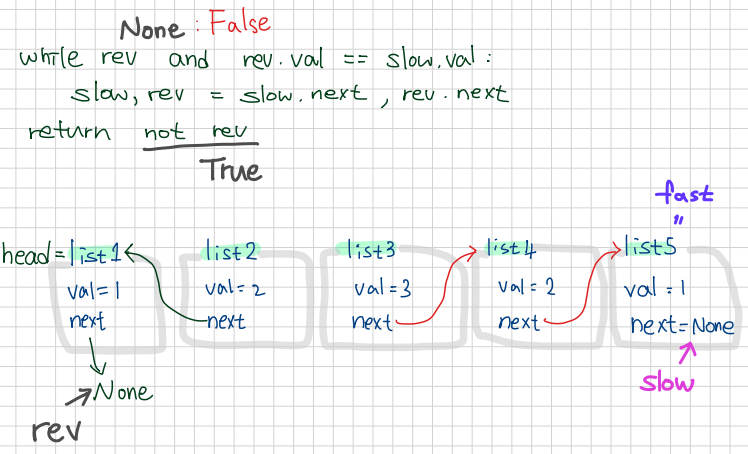 None : False
while rev and rev.val == slow.val :
slow, rev = slow.next , rev.next
return not rev
True
fast
"
head = list1 list2 list3 list4 list5
val=1 val=2 val=3 val=2 val=1
next next next next next=None
None
slow
rev